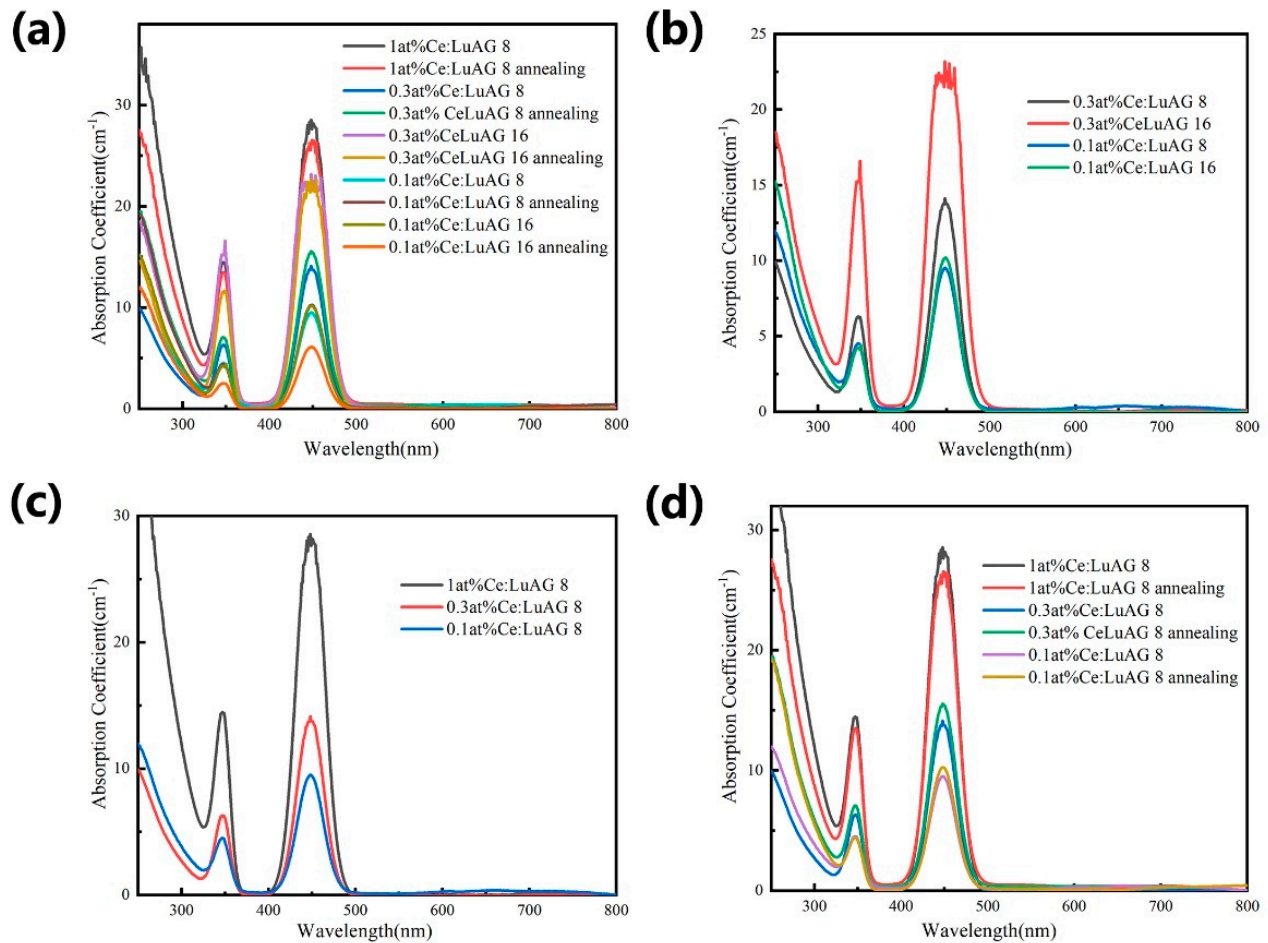 (a)
Absorption Coefficient(cm-1)
30
20
10
0
1at%Ce:LuAG 8
1at%Ce:LuAG 8 annealing
0.3at%Ce:LuAG 8
0.3at% CeLuAG 8 annealing
0.3at%CeLuAG 16
0.3at%CeLuAG 16 annealing
0.1at%Ce:LuAG 8
0.1at%Ce:LuAG 8 annealing
0.1at%Ce:LuAG 16
0.1at%Ce:LuAG 16 annealing
300 400 500 600 700 800
Wavelength(nm)
(b)
Absorption Coefficient(cm-1)
25
20
15
10
5
0
0.3at%Ce:LuAG 8
0.3at%CeLuAG 16
0.1at%Ce:LuAG 8
0.1at%Ce:LuAG 16
300 400 500 600 700 800
Wavelength(nm)
(c)
Absorption Coefficient(cm-1)
30
20
10
0
1at%Ce:LuAG 8
0.3at%Ce:LuAG 8
0.1at%Ce:LuAG 8
300 400 500 600 700 800
Wavelength(nm)
(d)
Absorption Coefficient(cm-1)
30
20
10
0
1at%Ce:LuAG 8
1at%Ce:LuAG 8 annealing
0.3at%Ce:LuAG 8
0.3at% CeLuAG 8 annealing
0.1at%Ce:LuAG 8
0.1at%Ce:LuAG 8 annealing
300 400 500 600 700 800
Wavelength(nm)